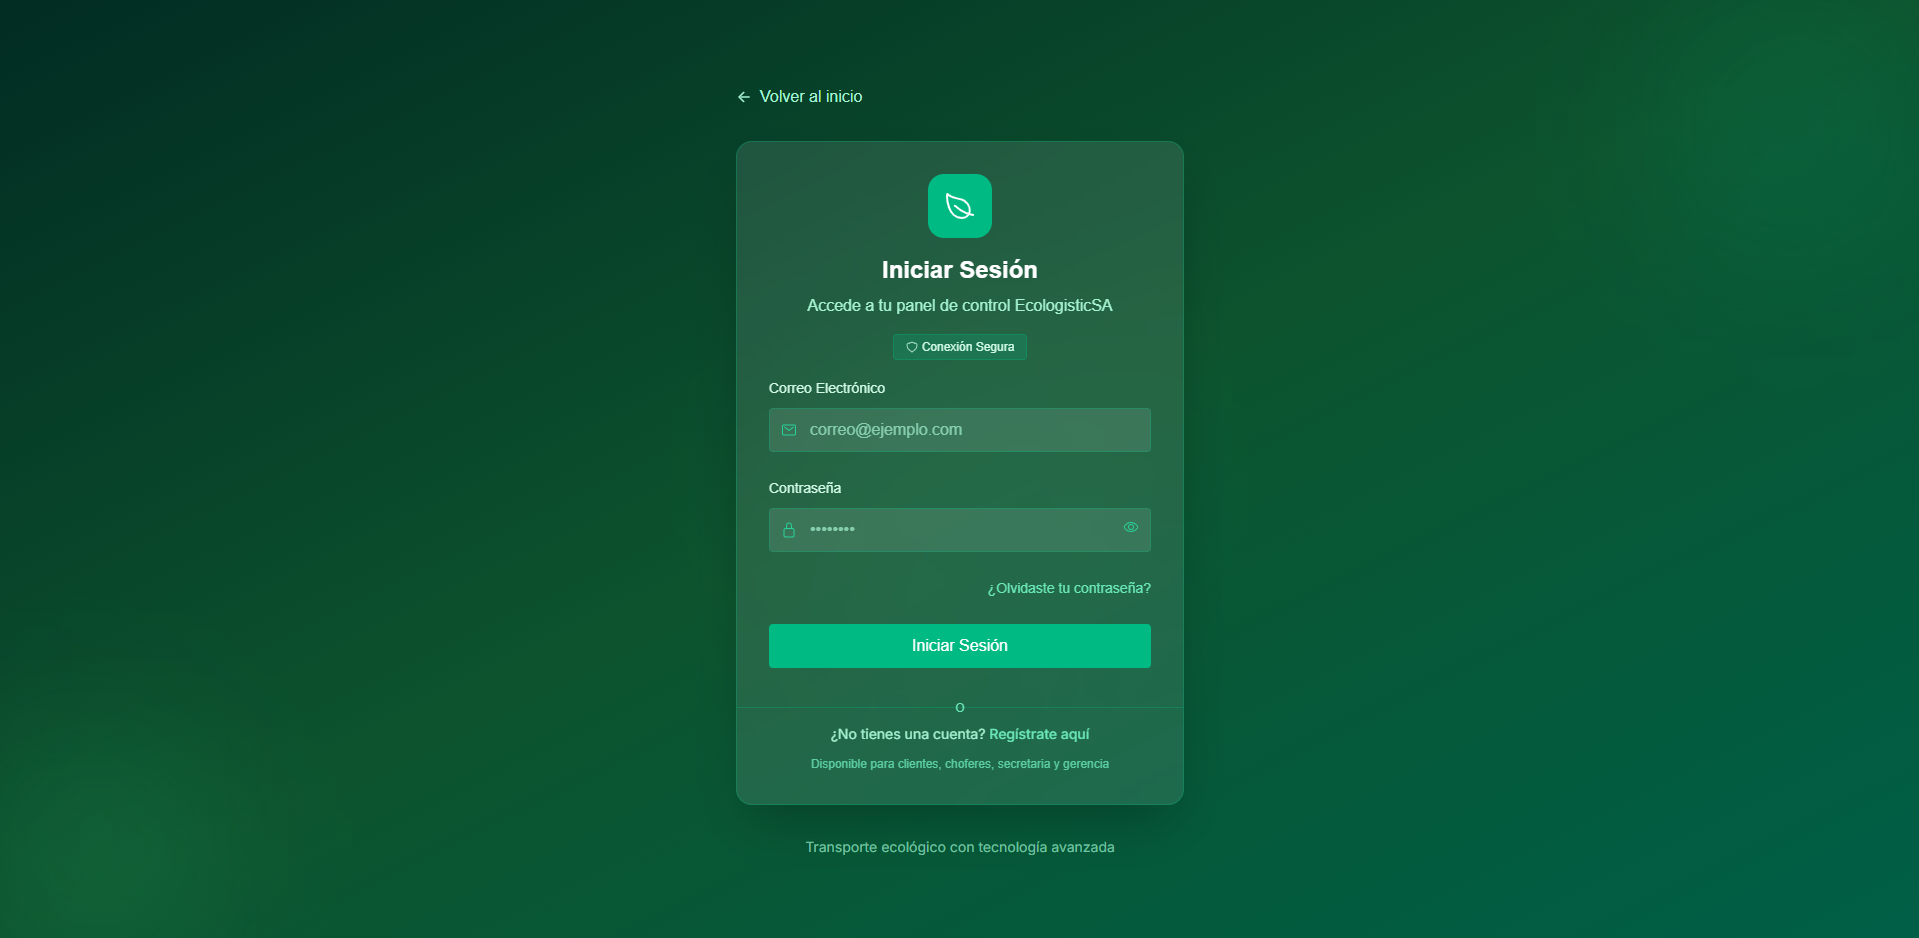 Volver al inicio
Iniciar Sesión
Accede a tu panel de control EcologisticSA
Conexión Segura
Correo Electrónico
correo@ejemplo.com
Contraseña
••••••••
¿Olvidaste tu contraseña?
Iniciar Sesión
O
¿No tienes una cuenta? Regístrate aquí
Disponible para clientes, choferes, secretaria y gerencia
Transporte ecológico con tecnología avanzada